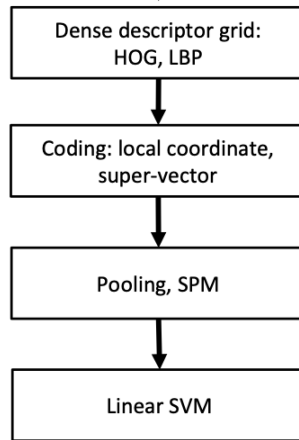 Dense descriptor grid:
HOG, LBP
Coding: local coordinate,
super-vector
Pooling, SPM
Linear SVM